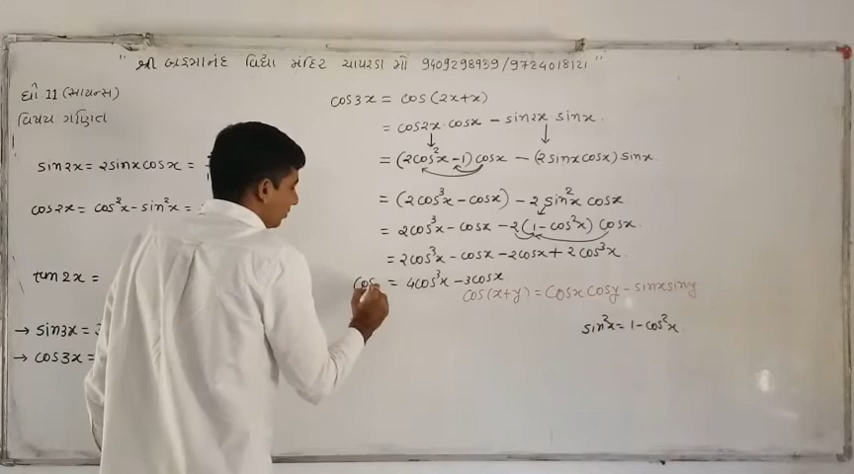 " શ્રી બ્રહ્માનંદ વિદ્યા મંદિર ચાપરડા મો 9409298939/9724018121 "
ધો 11 (સાયન્સ)
વિષય ગણિત
sin2x = 2sinx cosx =
cos2x = cos²x - sin²x =
tan2x =
→ sin3x =
→ cos3x =
cos3x = cos(2x+x)
= cos2x·cosx - sin2x·sinx.
= (2cos²x -1)cosx - (2sinxcosx)sinx.
= (2cos³x - cosx) - 2sin²x cosx.
= 2cos³x - cosx - 2(1 - cos²x) cosx.
= 2cos³x - cosx - 2cosx + 2cos³x.
cos = 4cos³x - 3cosx
cos(x+y) = cosx cosy - sinx siny
sin²x = 1 - cos²x.